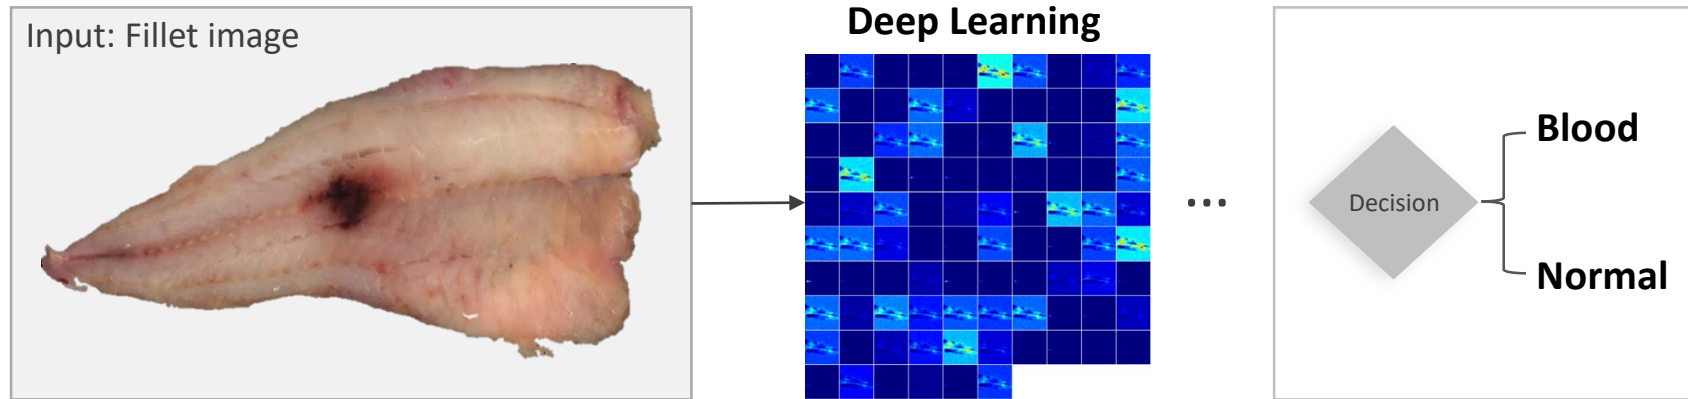 Input: Fillet image
Deep Learning
...
Decision
Blood
Normal